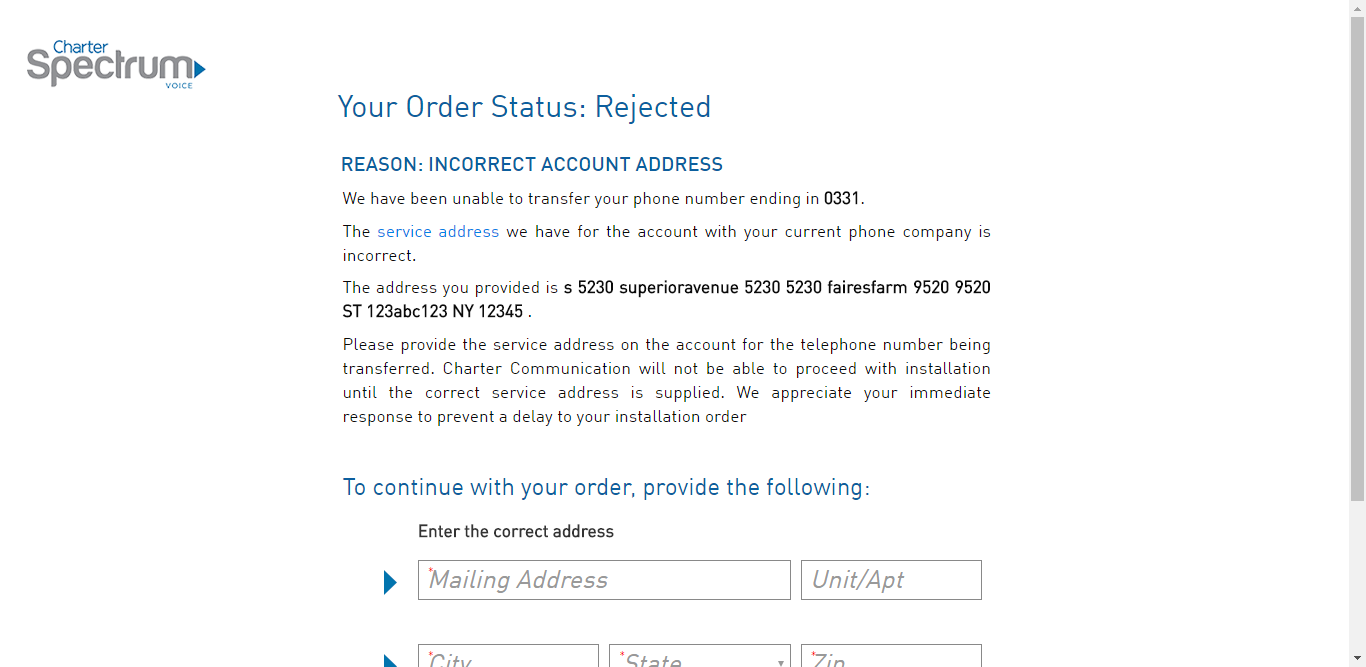 Charter
Spectrum
VOICE
Your Order Status: Rejected
REASON: INCORRECT ACCOUNT ADDRESS
We have been unable to transfer your phone number ending in 0331.
The service address we have for the account with your current phone company is
incorrect.
The address you provided is s 5230 superioravenue 5230 5230 fairesfarm 9520 9520
ST 123abc123 NY 12345 .
Please provide the service address on the account for the telephone number being
transferred. Charter Communication will not be able to proceed with installation
until the correct service address is supplied. We appreciate your immediate
response to prevent a delay to your installation order
To continue with your order, provide the following:
Enter the correct address
*Mailing Address Unit/Apt
*City *State *Zip